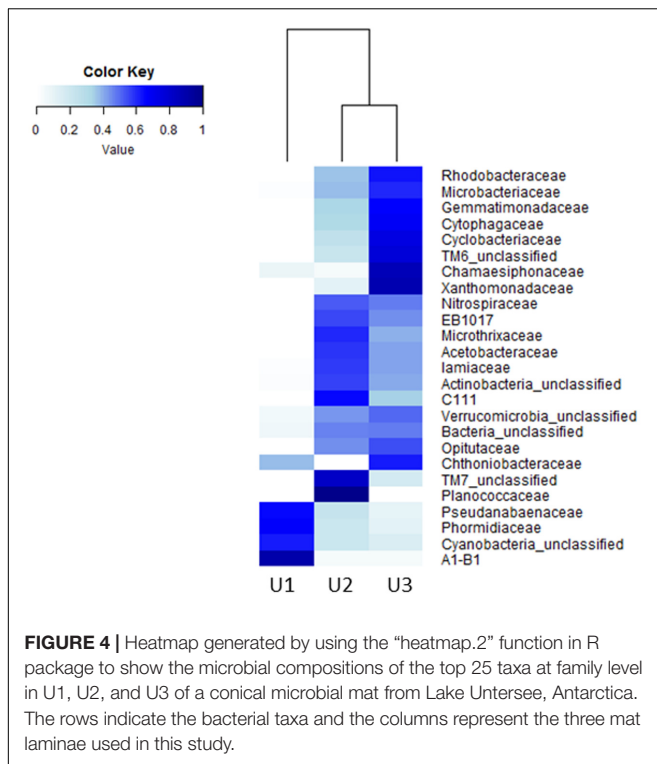 Color Key
0 0.2 0.4 0.6 0.8 1
Value
Rhodobacteraceae
Microbacteriaceae
Gemmatimonadaceae
Cytophagaceae
Cyclobacteriaceae
TM6_unclassified
Chamaesiphonaceae
Xanthomonadaceae
Nitrospiraceae
EB1017
Microthrixaceae
Acetobacteraceae
Iamiaceae
Actinobacteria_unclassified
C111
Verrucomicrobia_unclassified
Bacteria_unclassified
Opitutaceae
Chthoniobacteraceae
TM7_unclassified
Planococcaceae
Pseudanabaenaceae
Phormidiaceae
Cyanobacteria_unclassified
A1-B1
U1 U2 U3
FIGURE 4 | Heatmap generated by using the “heatmap.2” function in R
package to show the microbial compositions of the top 25 taxa at family level
in U1, U2, and U3 of a conical microbial mat from Lake Untersee, Antarctica.
The rows indicate the bacterial taxa and the columns represent the three mat
laminae used in this study.